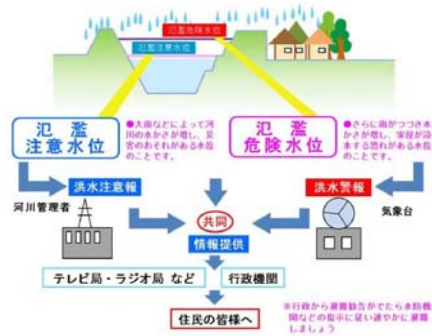 氾濫危険水位
氾濫注意水位
氾濫
注意水位
●大雨などによって河
川の水かさが増し、災
害のおそれがある水位
のことです。
氾濫
危険水位
●さらに雨がつづき水
かさが増し、家屋が浸
水する恐れがある水位
のことです。
洪水注意報
洪水警報
河川管理者
共同
気象台
情報提供
テレビ局・ラジオ局 など
行政機関
住民の皆様へ
※行政から避難勧告がでたら水防機
関などの指示に従い速やかに避難
しましょう